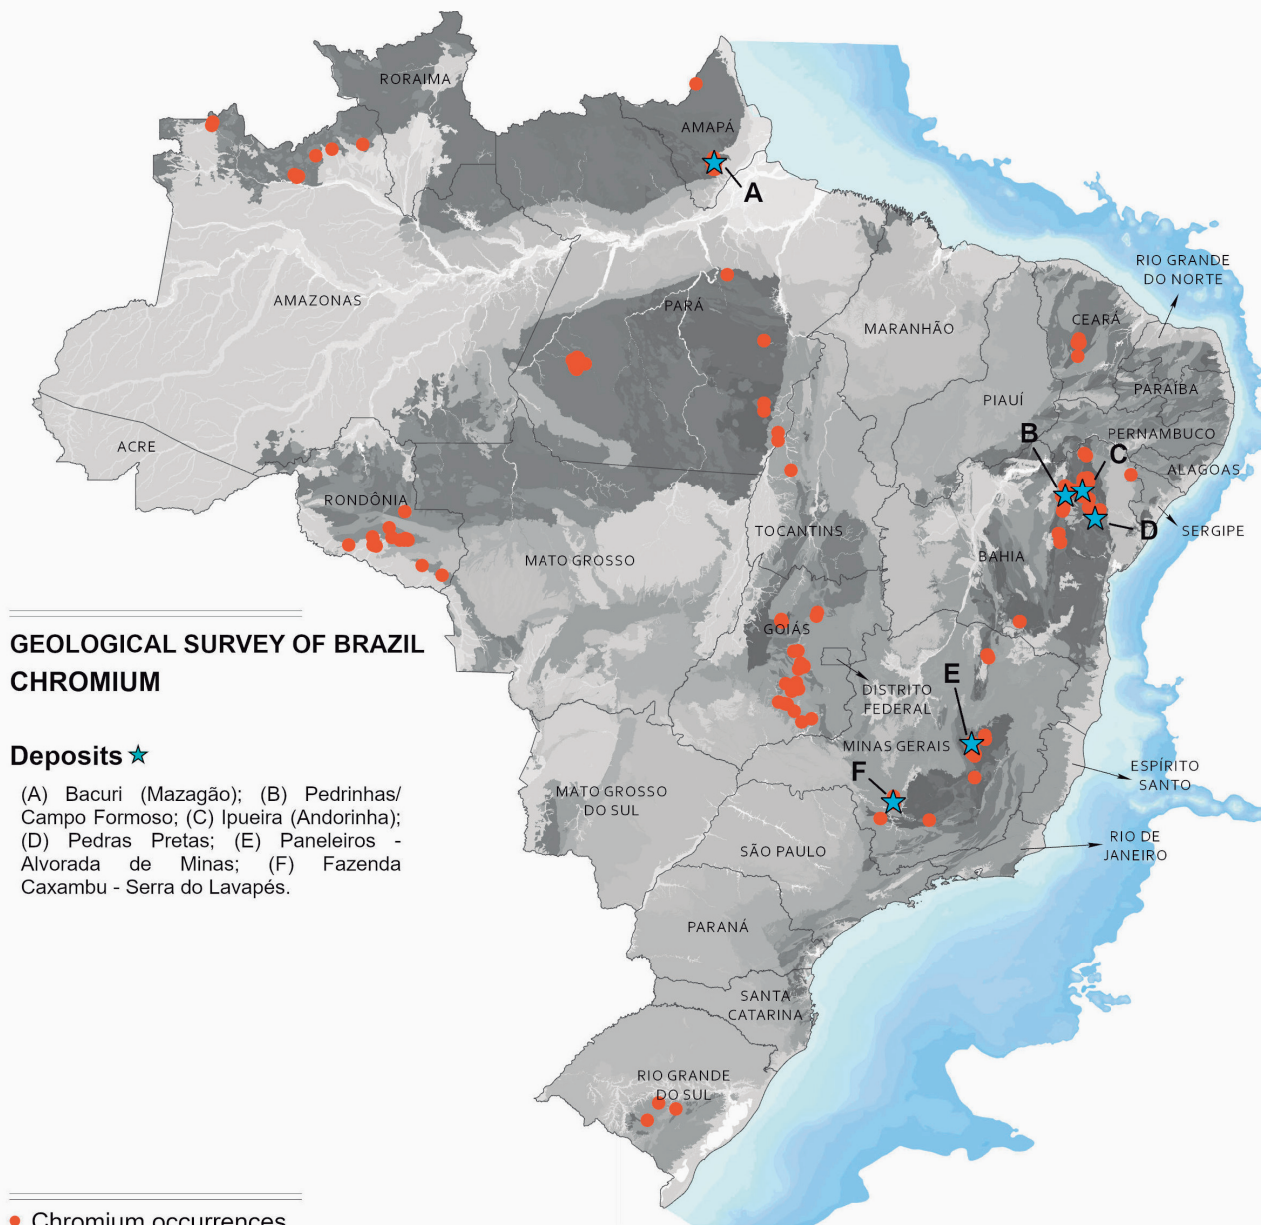 RORAIMA
AMAPÁ
A
RIO GRANDE
DO NORTE
AMAZONAS
PARÁ
CEARÁ
MARANHÃO
PARAÍBA
PIAUÍ
ACRE
B
PERNAMBUCO
C
ALAGOAS
RONDÔNIA
TOCANTINS
D
SERGIPE
MATO GROSSO
BAHIA
GOIÁS
GEOLOGICAL SURVEY OF BRAZIL
CHROMIUM
E
DISTRITO
FEDERAL
Deposits
MINAS GERAIS
F
ESPÍRITO
SANTO
(A) Bacuri (Mazagão); (B) Pedrinhas/
Campo Formoso; (C) Ipueira (Andorinha);
(D) Pedras Pretas; (E) Paneleiros -
Alvorada de Minas; (F) Fazenda
Caxambu - Serra do Lavapés.
MATO GROSSO
DO SUL
RIO DE
JANEIRO
SÃO PAULO
PARANÁ
SANTA
CATARINA
RIO GRANDE
DO SUL
Chromium occurrences